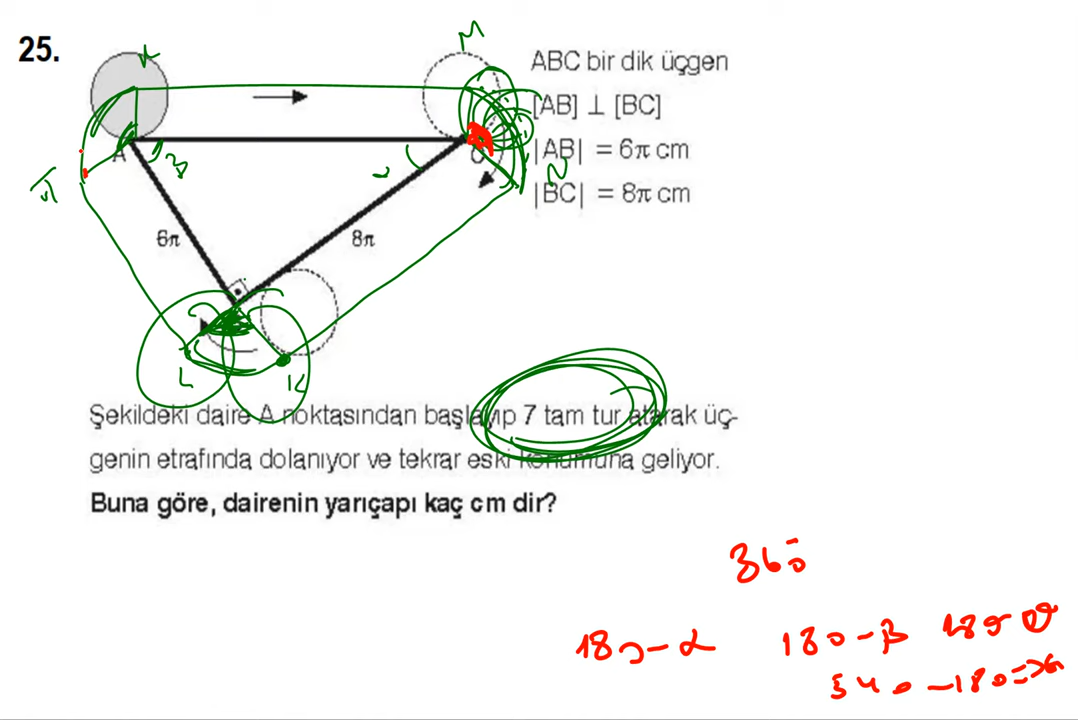 25.
M
ABC bir dik üçgen
[AB] ⊥ [BC]
|AB| = 6π cm
|BC| = 8π cm
A
N
6π
8π
L
K
Şekildeki daire A noktasından başlayıp 7 tam tur atarak üç-
genin etrafında dolanıyor ve tekrar eski konumuna geliyor.
Buna göre, dairenin yarıçapı kaç cm dir?
360
180-α 180-β
540-180=